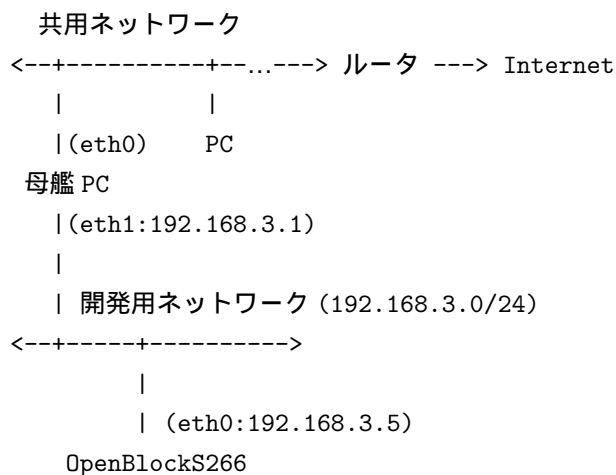 共用ネットワーク
<--+----------+--...---> ルータ ---> Internet
   |          |
   |(eth0)    PC
 母艦 PC
   |(eth1:192.168.3.1)
   |
   | 開発用ネットワーク (192.168.3.0/24)
<--+-----+---------->
         |
         | (eth0:192.168.3.5)
    OpenBlockS266